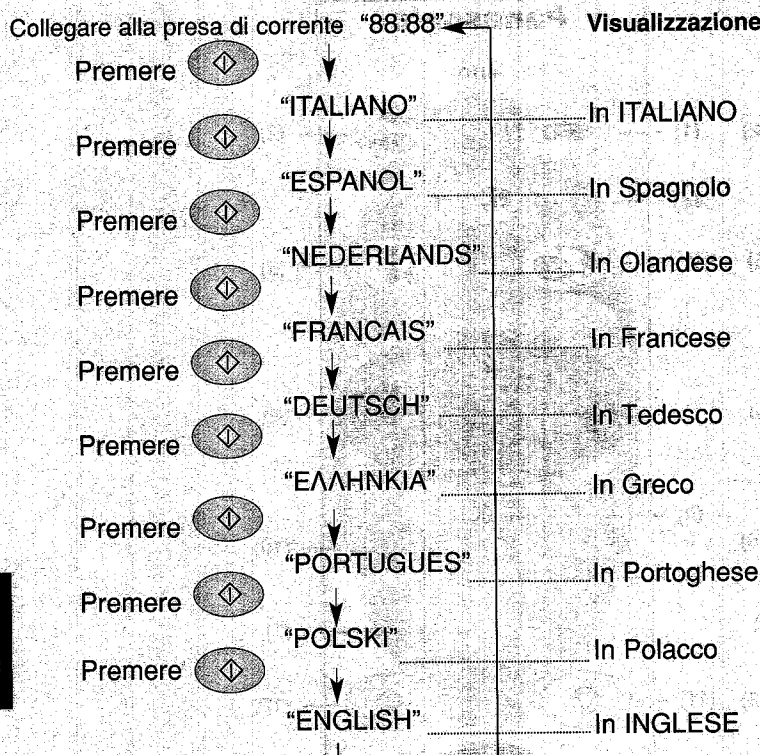 Collegare alla presa di corrente “88:88” Visualizzazione
Premere
“ITALIANO” In ITALIANO
Premere
“ESPANOL” In Spagnolo
Premere
“NEDERLANDS” In Olandese
Premere
“FRANCAIS” In Francese
Premere
“DEUTSCH” In Tedesco
Premere
“ΕΛΛΗΝΚΙΑ” In Greco
Premere
“PORTUGUES” In Portoghese
Premere
“POLSKI” In Polacco
Premere
“ENGLISH” In INGLESE